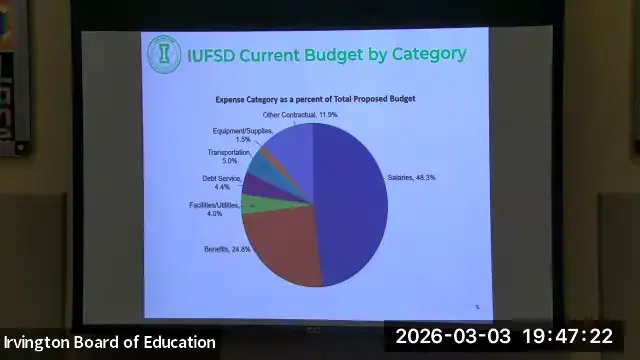 IUFSD Current Budget by Category
Expense Category as a percent of Total Proposed Budget
Other Contractual, 11.9%
Equipment/Supplies,
1.5%
Transportation,
5.0%
Debt Service,
4.4%
Facilities/Utilities,
4.0%
Benefits, 24.8%
Salaries, 48.3%
Irvington Board of Education
2026-03-03 19:47:22